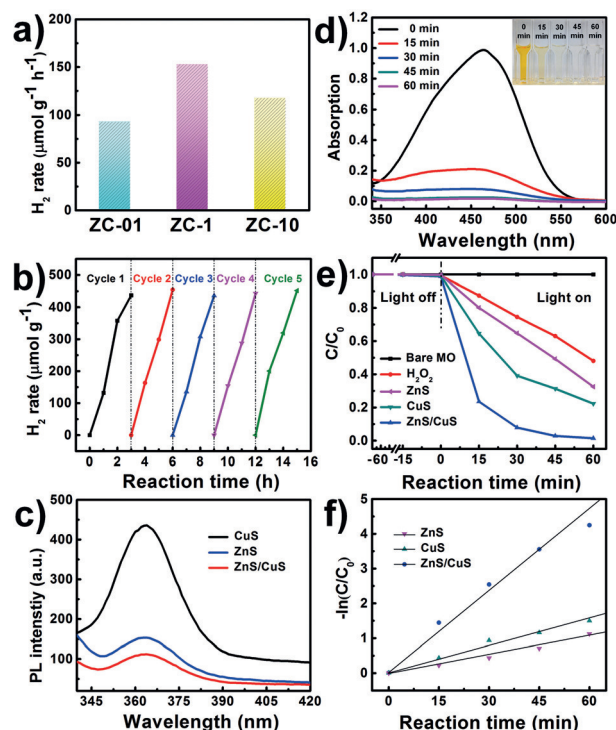 a)
200
150
100
50
0
H₂ rate (μmol g⁻¹ h⁻¹)
ZC-01 ZC-1 ZC-10
d)
0 min
15 min
30 min
45 min
60 min
0 min 15 min 30 min 45 min 60 min
1.2
1.0
0.8
0.6
0.4
0.2
0.0
Absorption
350 400 450 500 550 600
Wavelength (nm)
b)
Cycle 1 Cycle 2 Cycle 3 Cycle 4 Cycle 5
450
400
350
300
250
200
150
100
50
0
H₂ rate (μmol g⁻¹)
0 2 4 6 8 10 12 14 16
Reaction time (h)
e)
1.0
0.8
0.6
0.4
0.2
0.0
C/C₀
Light off Light on
Bare MO
H₂O₂
ZnS
CuS
ZnS/CuS
-60 -15 0 15 30 45 60
Reaction time (min)
c)
CuS
ZnS
ZnS/CuS
500
400
300
200
100
PL intenstiy (a.u.)
345 360 375 390 405 420
Wavelength (nm)
f)
ZnS
CuS
ZnS/CuS
5
4
3
2
1
0
-ln(C/C₀)
0 15 30 45 60
Reaction time (min)